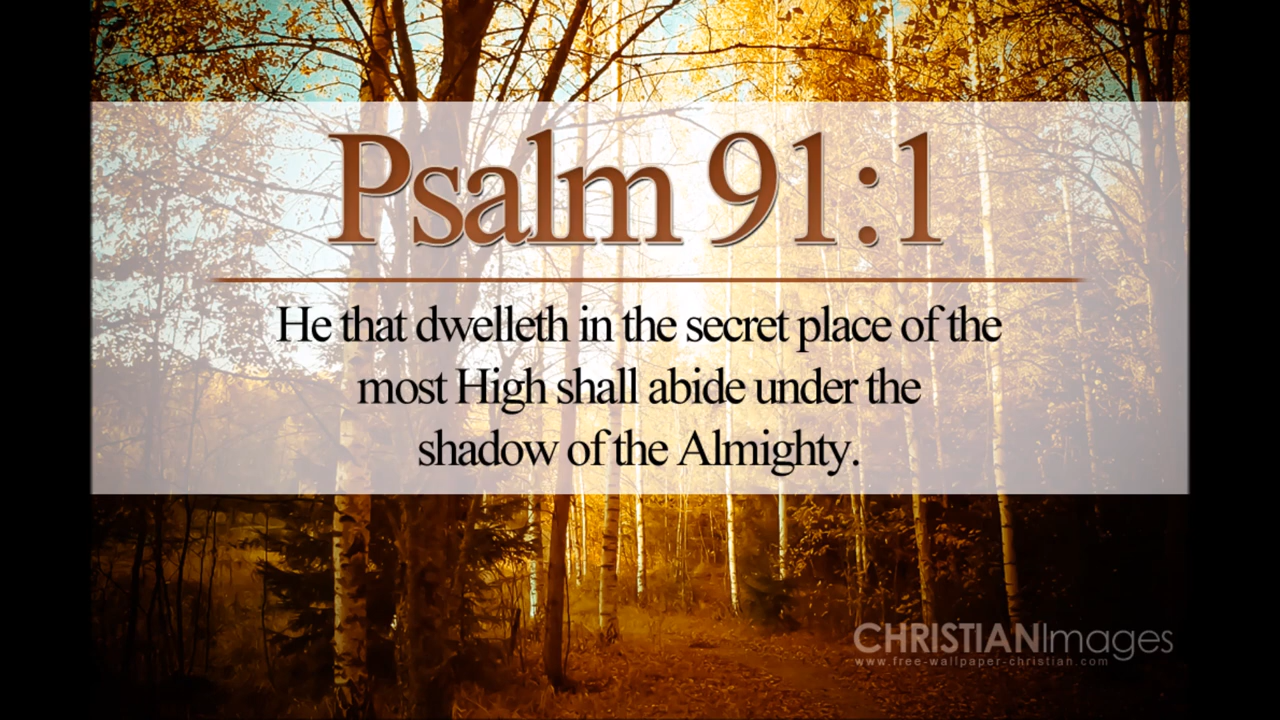 Psalm 91:1
He that dwelleth in the secret place of the
most High shall abide under the
shadow of the Almighty.
CHRISTIANImages
www.free-wallpaper-christian.com